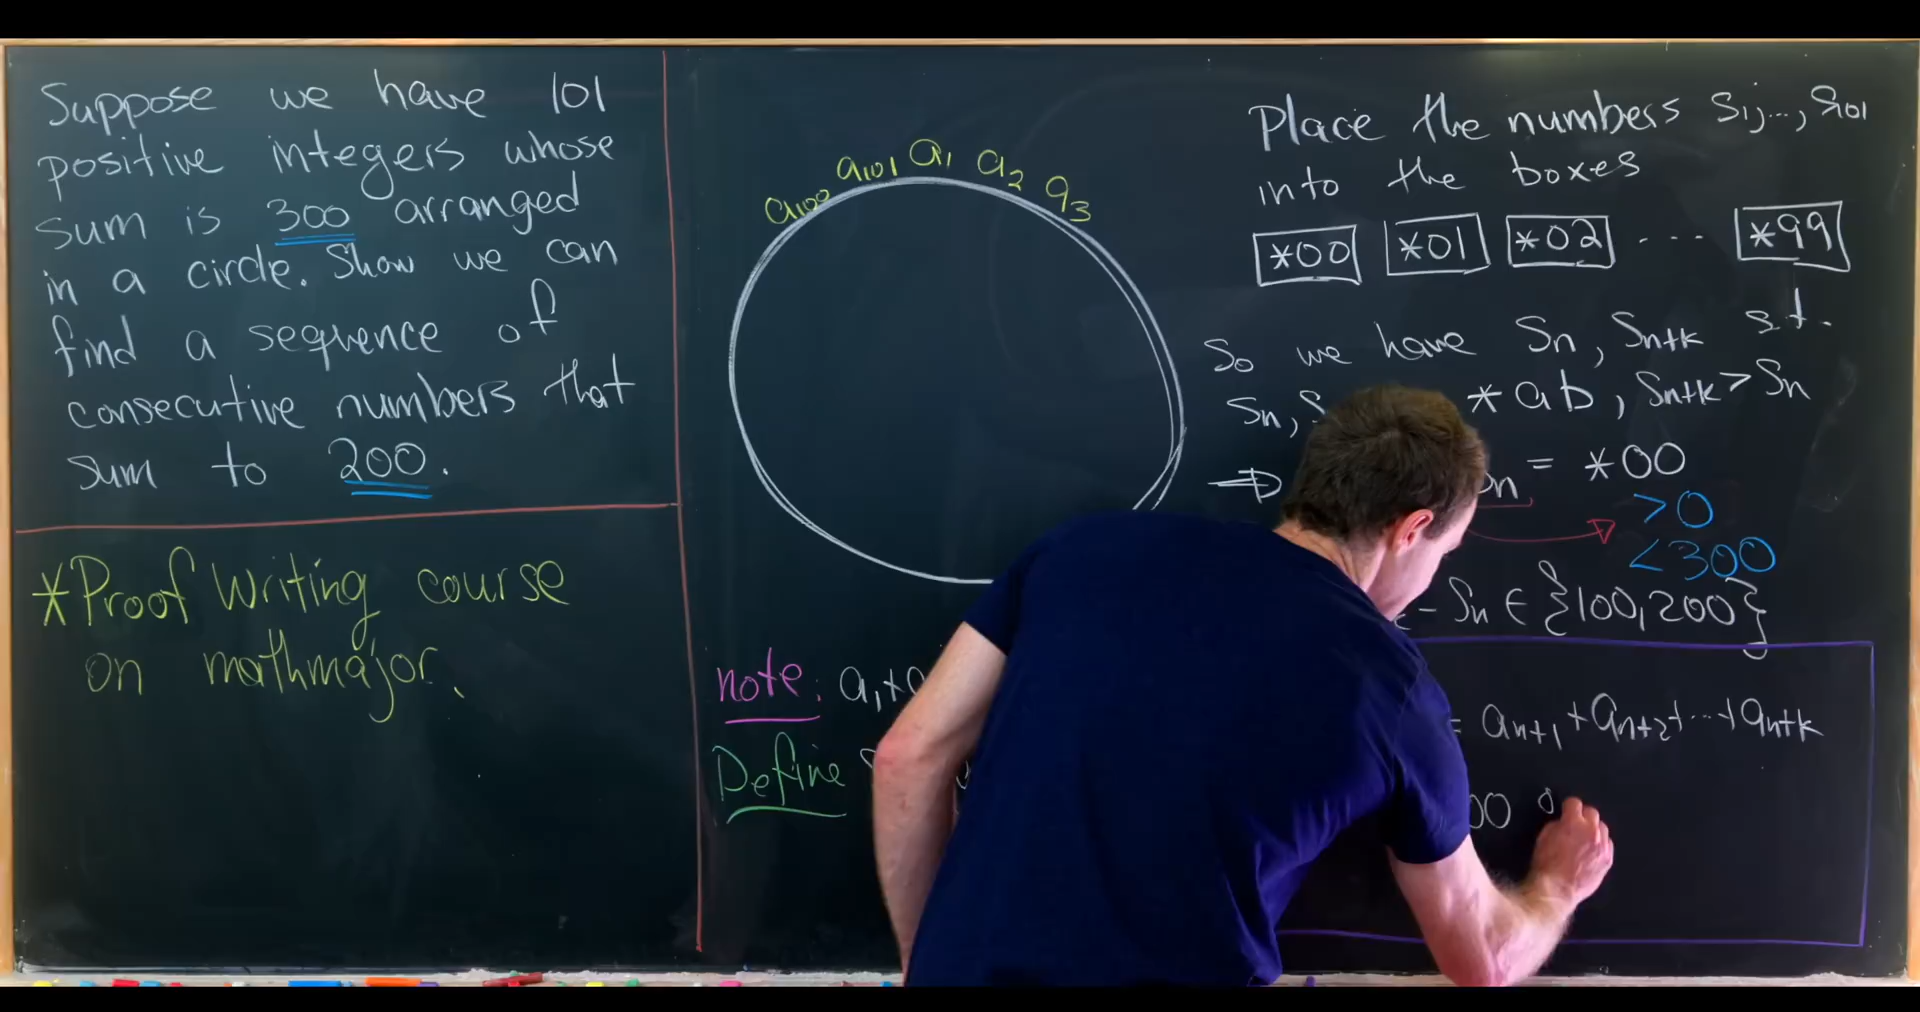 Suppose we have 101
positive integers whose
sum is 300 arranged
in a circle. Show we can
find a sequence of
consecutive numbers that
sum to 200.
*Proof Writing course
on mathmajor.
a₁₀₀ a₁₀₁ a₁ a₂ a₃
note: a₁+
Define
Place the numbers s₁,..., s₁₀₁
into the boxes
*00 *01 *02 ... *99
So we have Sₙ, Sₙ₊ₖ s.t.
Sₙ, *ab, Sₙ₊ₖ > Sₙ
⇒ Sₙ = *00
>0
<300
- Sₙ ∈ {100,200}
= aₙ₊₁ + aₙ₊₂ + ... + aₙ₊ₖ
00